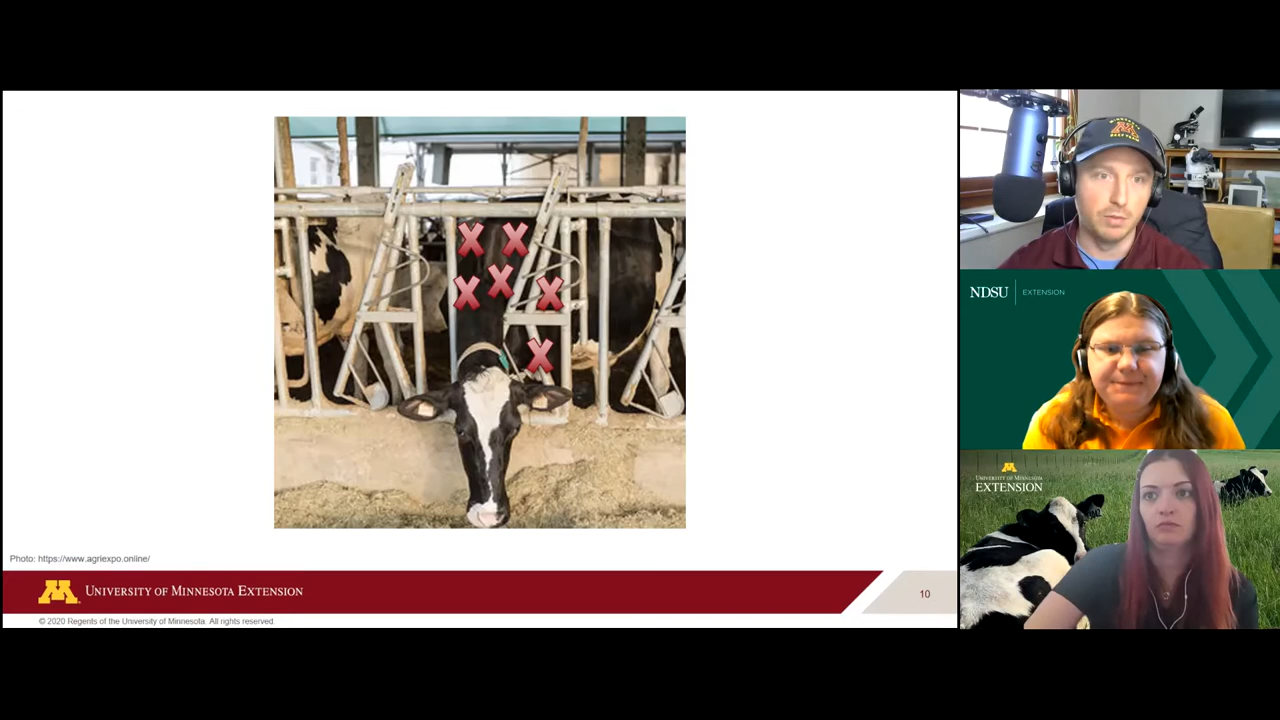 Photo: https://www.agriexpo.online/
UNIVERSITY OF MINNESOTA EXTENSION
10
© 2020 Regents of the University of Minnesota. All rights reserved.
NDSU EXTENSION
UNIVERSITY OF MINNESOTA
EXTENSION